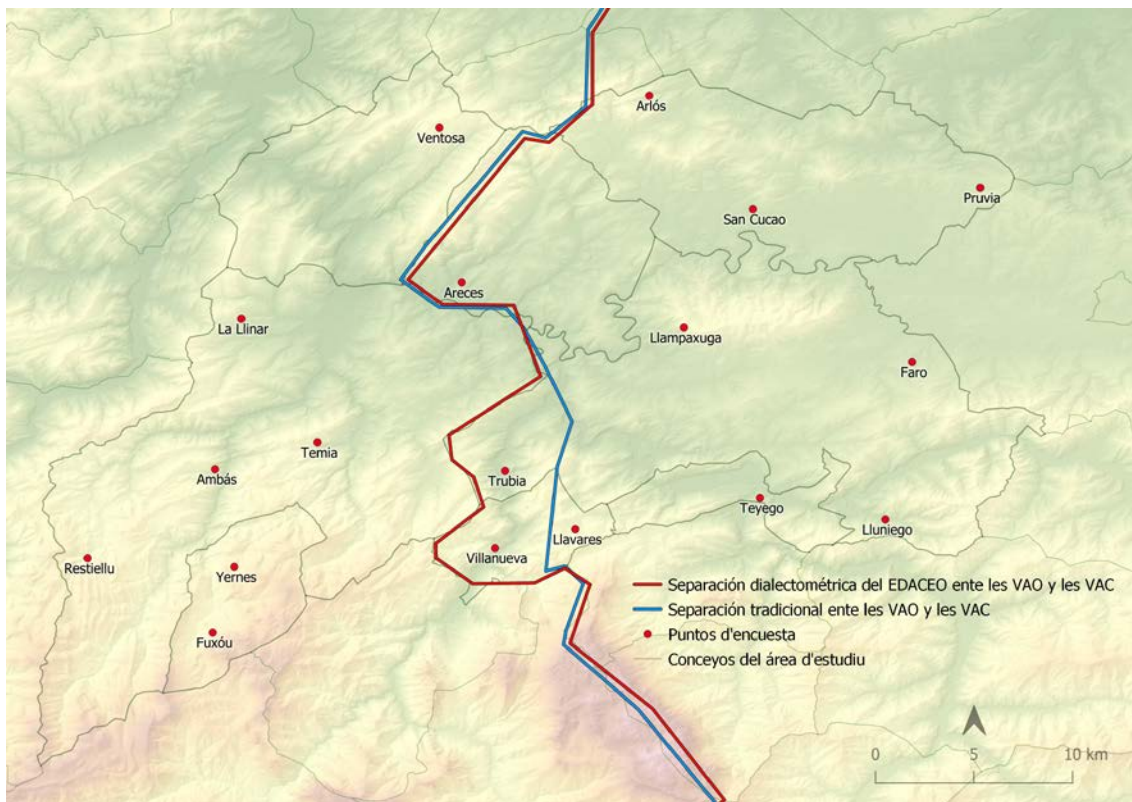 Arlós
Ventosa
Pruvia
San Cucao
Areces
La Llinar
Llampaxuga
Faro
Temia
Ambás
Trubia
Teyego
Lluniego
Llavares
Villanueva
Restiellu
Yernes
Fuxóu
Separación dialectométrica del EDACEO ente les VAO y les VAC
Separación tradicional ente les VAO y les VAC
Puntos d'encuesta
Conceyos del área d'estudiu
0 5 10 km